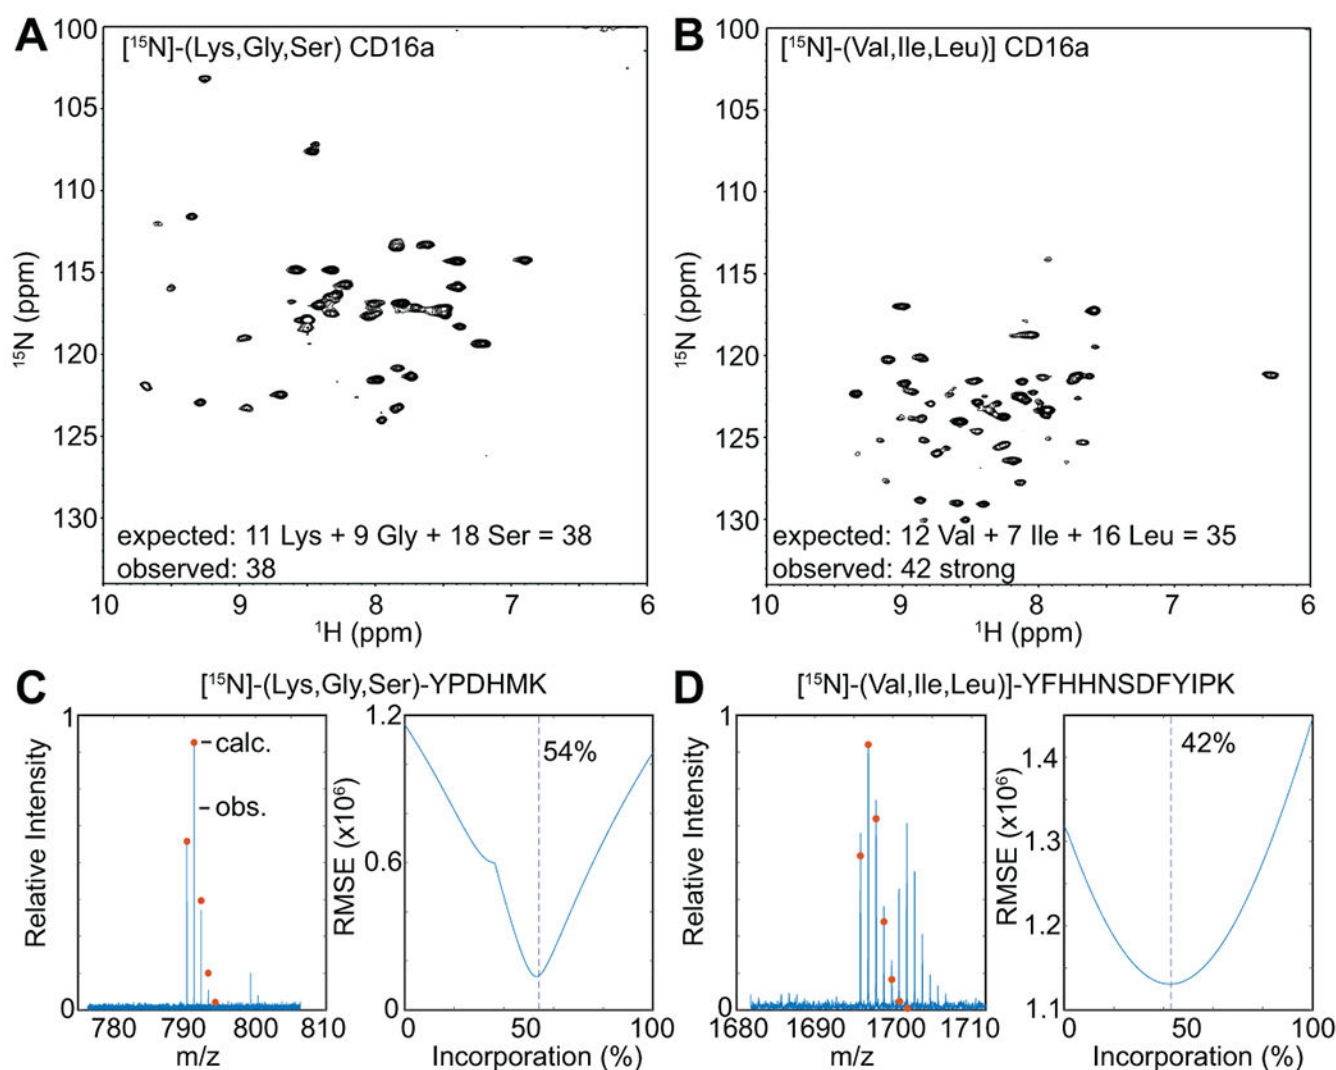 A
[¹⁵N]-(Lys,Gly,Ser) CD16a
100
105
110
115
120
125
130
¹⁵N (ppm)
expected: 11 Lys + 9 Gly + 18 Ser = 38
observed: 38
10
9
8
7
6
¹H (ppm)
B
[¹⁵N]-(Val,Ile,Leu)] CD16a
100
105
110
115
120
125
130
¹⁵N (ppm)
expected: 12 Val + 7 Ile + 16 Leu = 35
observed: 42 strong
10
9
8
7
6
¹H (ppm)
C
[¹⁵N]-(Lys,Gly,Ser)-YPDHMK
1
0
Relative Intensity
calc.
obs.
780
790
800
810
m/z
1.2
0.6
0
RMSE (x10⁶)
54%
0
50
100
Incorporation (%)
D
[¹⁵N]-(Val,Ile,Leu)]-YFHHNSDFYIPK
1
0
Relative Intensity
1680
1690
1700
1710
m/z
1.4
1.3
1.2
1.1
RMSE (x10⁶)
42%
0
50
100
Incorporation (%)